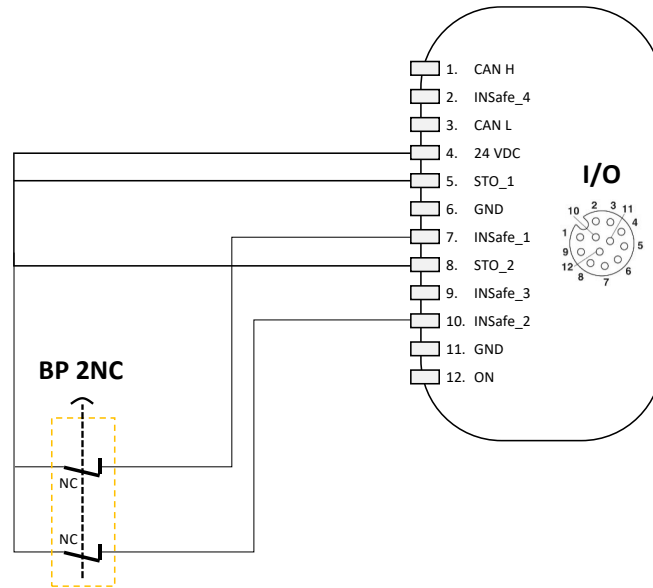 1. CAN H
2. INSafe_4
3. CAN L
4. 24 VDC
5. STO_1
6. GND
7. INSafe_1
8. STO_2
9. INSafe_3
10. INSafe_2
11. GND
12. ON
I/O
2 3 11
10 4
1
5
9
12 6
8 7
BP 2NC
NC
NC